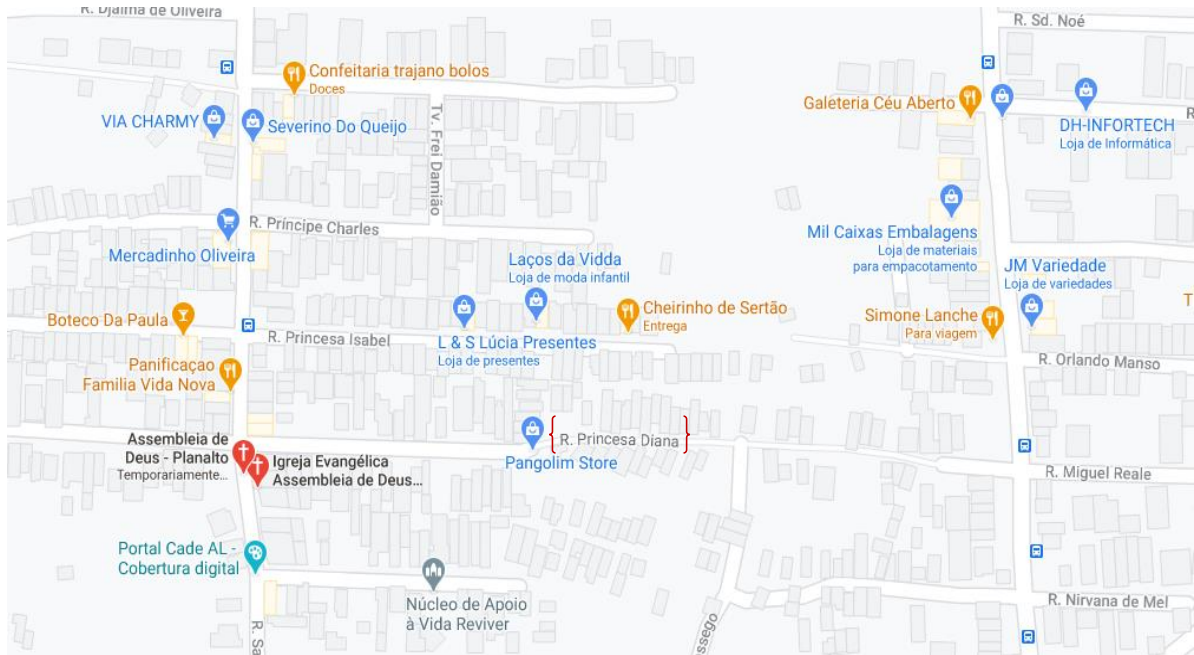 R. Djalma de Oliveira
R. Sd. Noé
Confeitaria trajano bolos
Doces
Galeteria Céu Aberto
VIA CHARMY
Severino Do Queijo
DH-INFORTECH
Loja de Informática
R
Tv. Frei Damião
R. Príncipe Charles
Mercadinho Oliveira
Mil Caixas Embalagens
Loja de materiais
para empacotamento
Laços da Vidda
Loja de moda infantil
JM Variedade
Loja de variedades
T
Cheirinho de Sertão
Entrega
Simone Lanche
Para viagem
Boteco Da Paula
R. Princesa Isabel
L & S Lúcia Presentes
Loja de presentes
R. Orlando Manso
Panificaçao
Familia Vida Nova
Assembleia de
Deus - Planalto
Temporariamente...
Igreja Evangélica
Assembleia de Deus...
{ R. Princesa Diana }
Pangolim Store
R. Miguel Reale
Portal Cade AL -
Cobertura digital
Núcleo de Apoio
à Vida Reviver
R. Nirvana de Mel
R. Sa
ssego